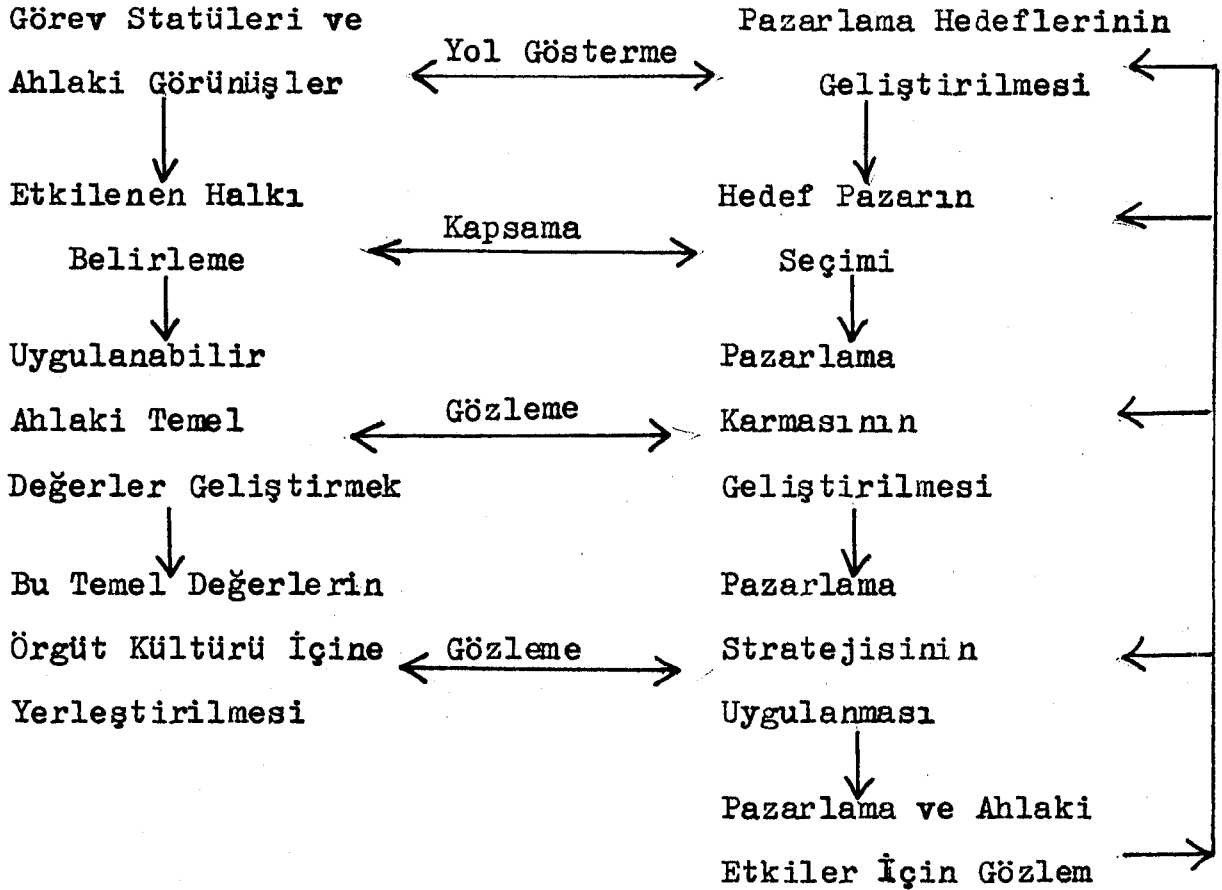 Görev Statüleri ve
Ahlaki Görünüşler
Yol Gösterme
Pazarlama Hedeflerinin
Geliştirilmesi
Etkilenen Halkı
Belirleme
Kapsama
Hedef Pazarın
Seçimi
Uygulanabilir
Ahlaki Temel
Değerler Geliştirmek
Gözleme
Pazarlama
Karmasının
Geliştirilmesi
Bu Temel Değerlerin
Örgüt Kültürü İçine
Yerleştirilmesi
Gözleme
Pazarlama
Stratejisinin
Uygulanması
Pazarlama ve Ahlaki
Etkiler İçin Gözlem